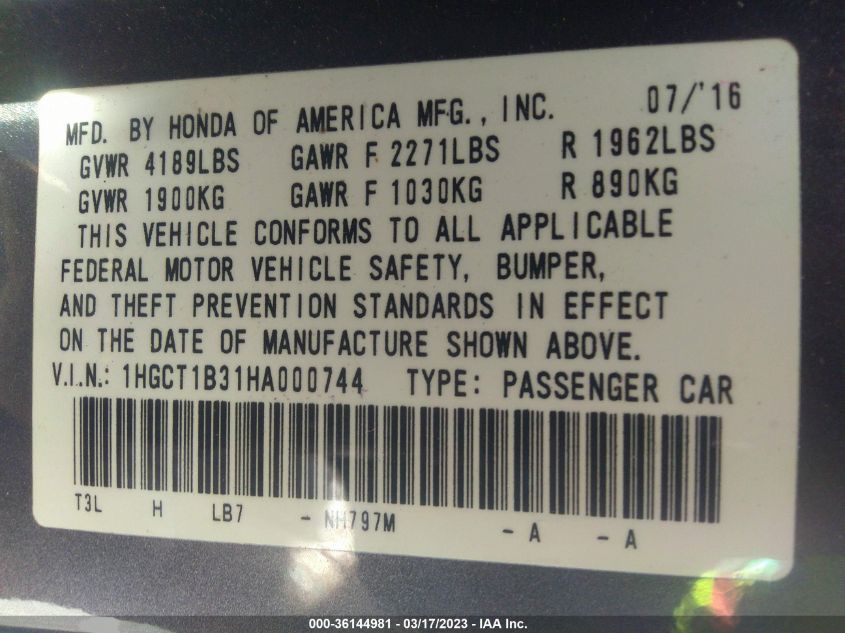 MFD. BY HONDA OF AMERICA MFG., INC. 07/'16
GVWR 4189LBS GAWR F 2271LBS R 1962LBS
GVWR 1900KG GAWR F 1030KG R 890KG
THIS VEHICLE CONFORMS TO ALL APPLICABLE
FEDERAL MOTOR VEHICLE SAFETY, BUMPER,
AND THEFT PREVENTION STANDARDS IN EFFECT
ON THE DATE OF MANUFACTURE SHOWN ABOVE.
V.I.N.: 1HGCT1B31HA000744 TYPE: PASSENGER CAR
T3L H LB7 - NH797M - A - A
000-36144981 - 03/17/2023 - IAA Inc.